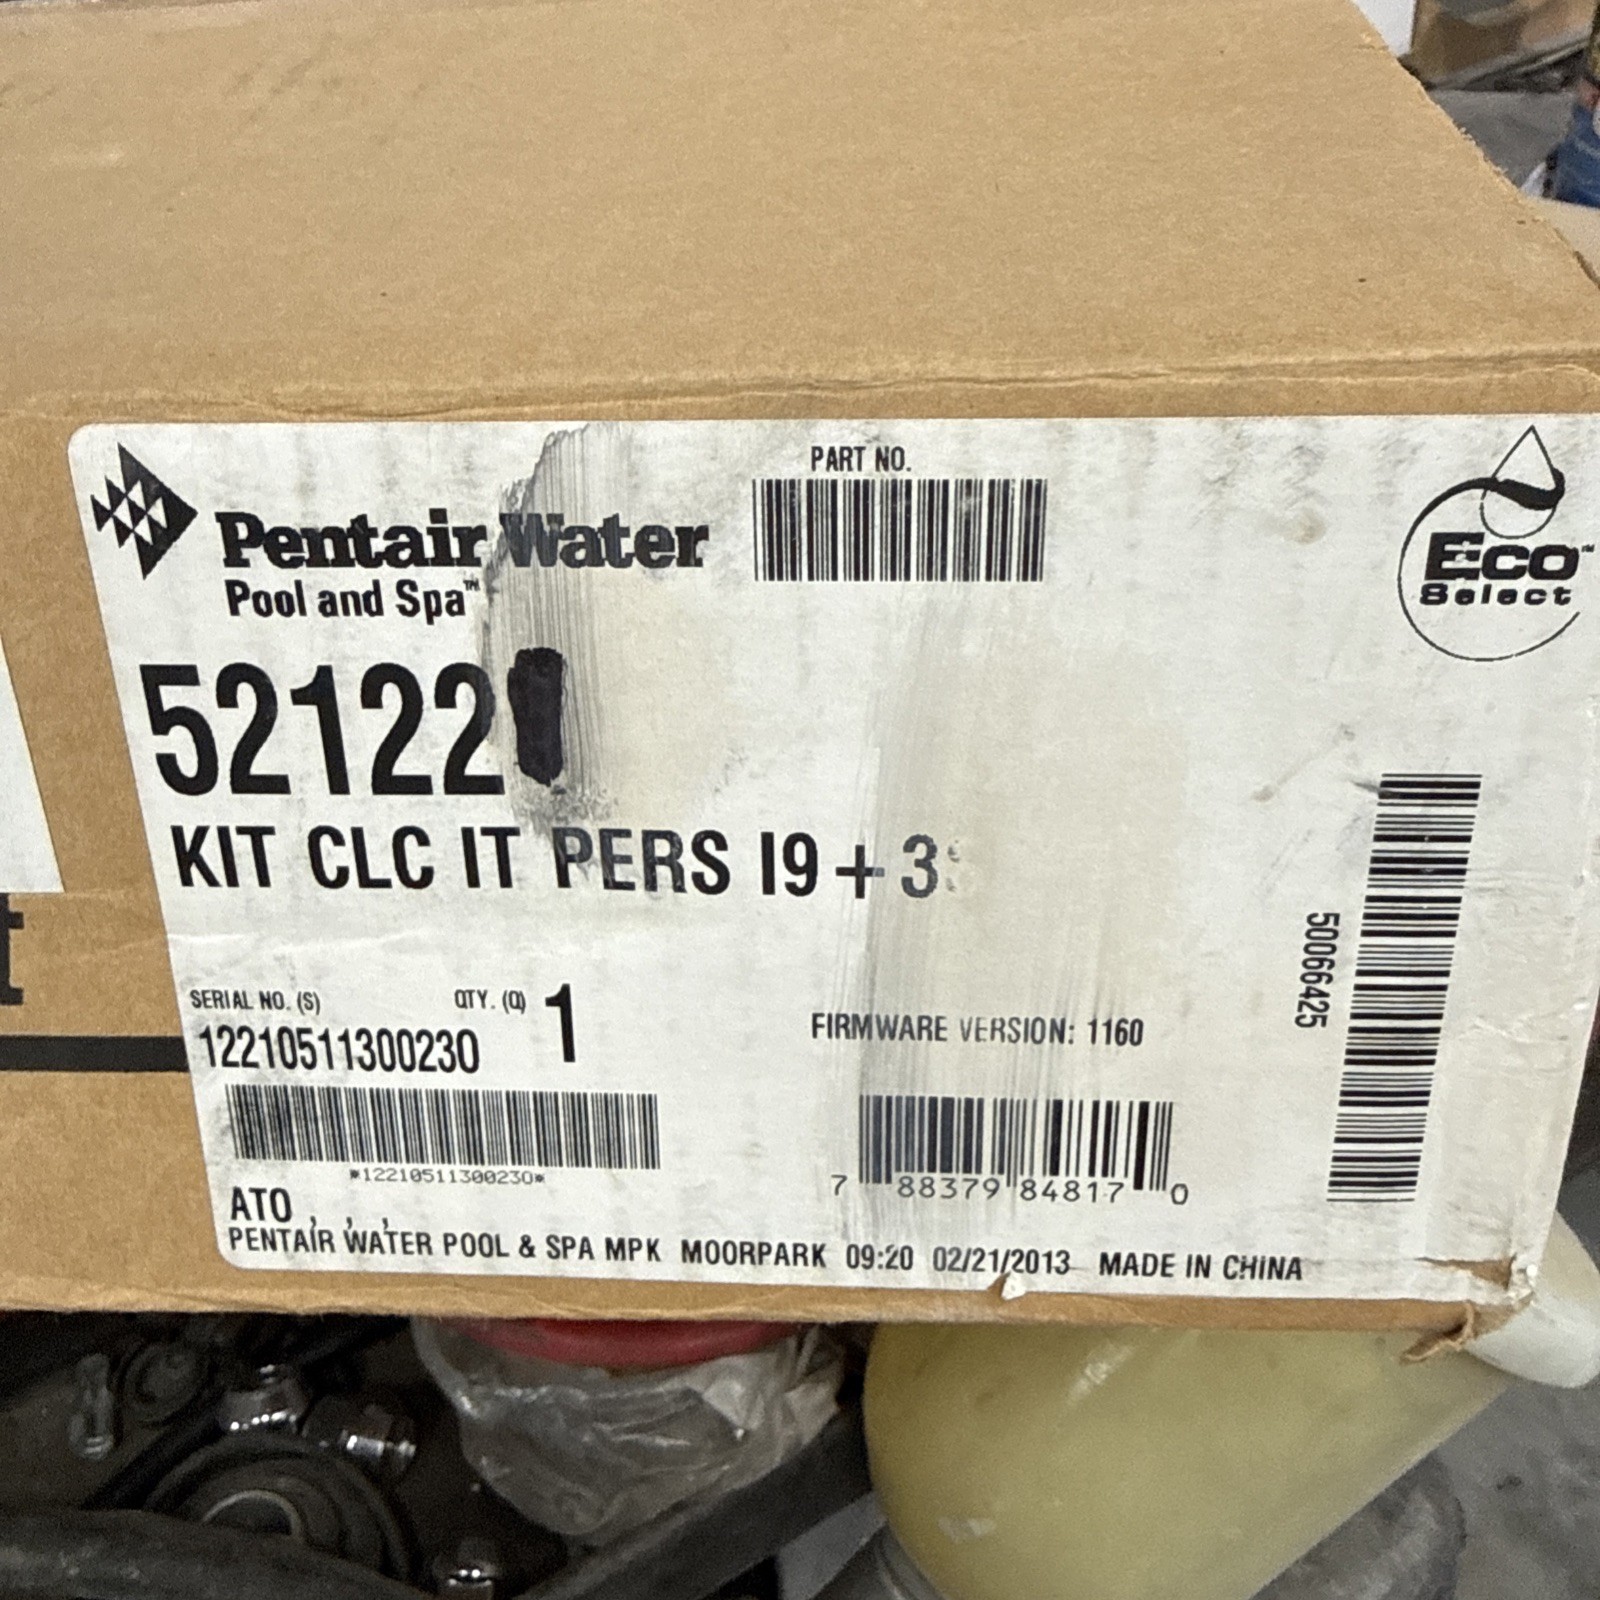 Pentair Water
Pool and Spa™
PART NO.
Eco™
Select
52122
KIT CLC IT PERS I9 + 3
SERIAL NO. (S)
QTY. (Q) 1
12210511300230
FIRMWARE VERSION: 1160
50066425
*12210511300230*
7 88379 84817 0
ATO , , ,
PENTAIR WATER POOL & SPA MPK MOORPARK 09:20 02/21/2013 MADE IN CHINA
t